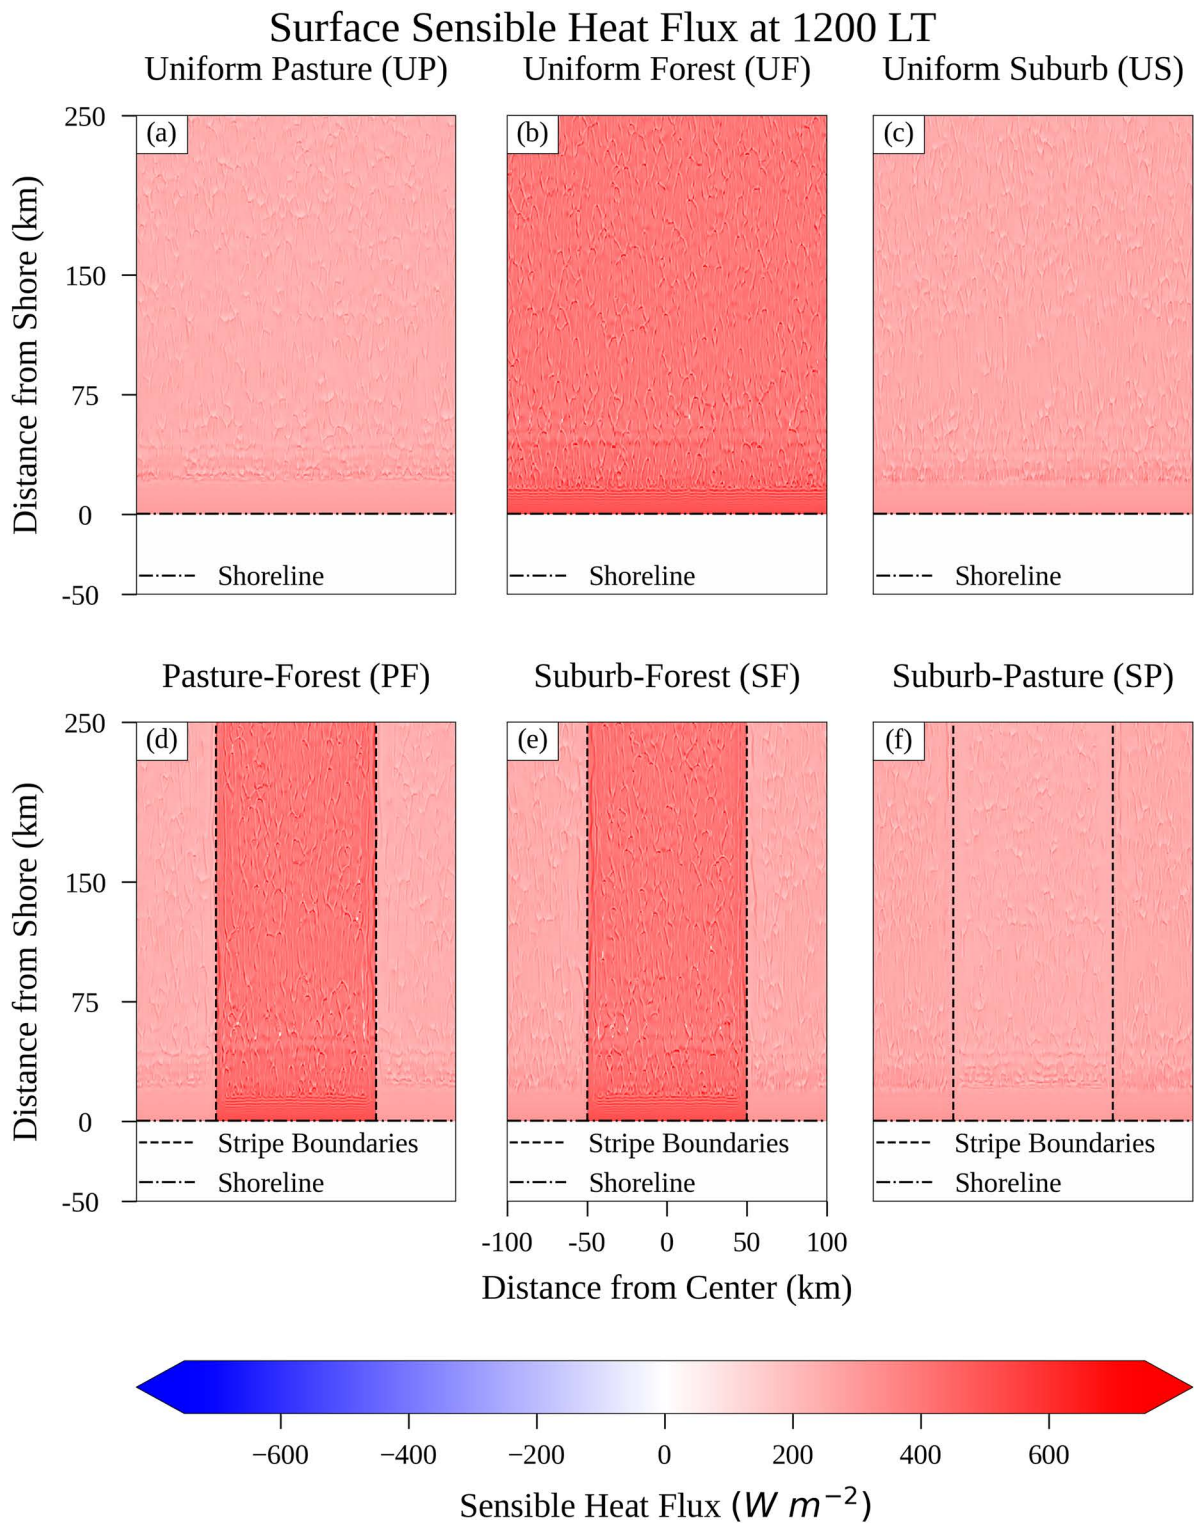 Surface Sensible Heat Flux at 1200 LT
Uniform Pasture (UP)
Uniform Forest (UF)
Uniform Suburb (US)
(a)
(b)
(c)
250
150
75
0
-50
Distance from Shore (km)
Shoreline
Shoreline
Shoreline
Pasture-Forest (PF)
Suburb-Forest (SF)
Suburb-Pasture (SP)
(d)
(e)
(f)
250
150
75
0
-50
Distance from Shore (km)
Stripe Boundaries
Shoreline
Stripe Boundaries
Shoreline
Stripe Boundaries
Shoreline
-100 -50 0 50 100
Distance from Center (km)
−600 −400 −200 0 200 400 600
Sensible Heat Flux (W m⁻²)